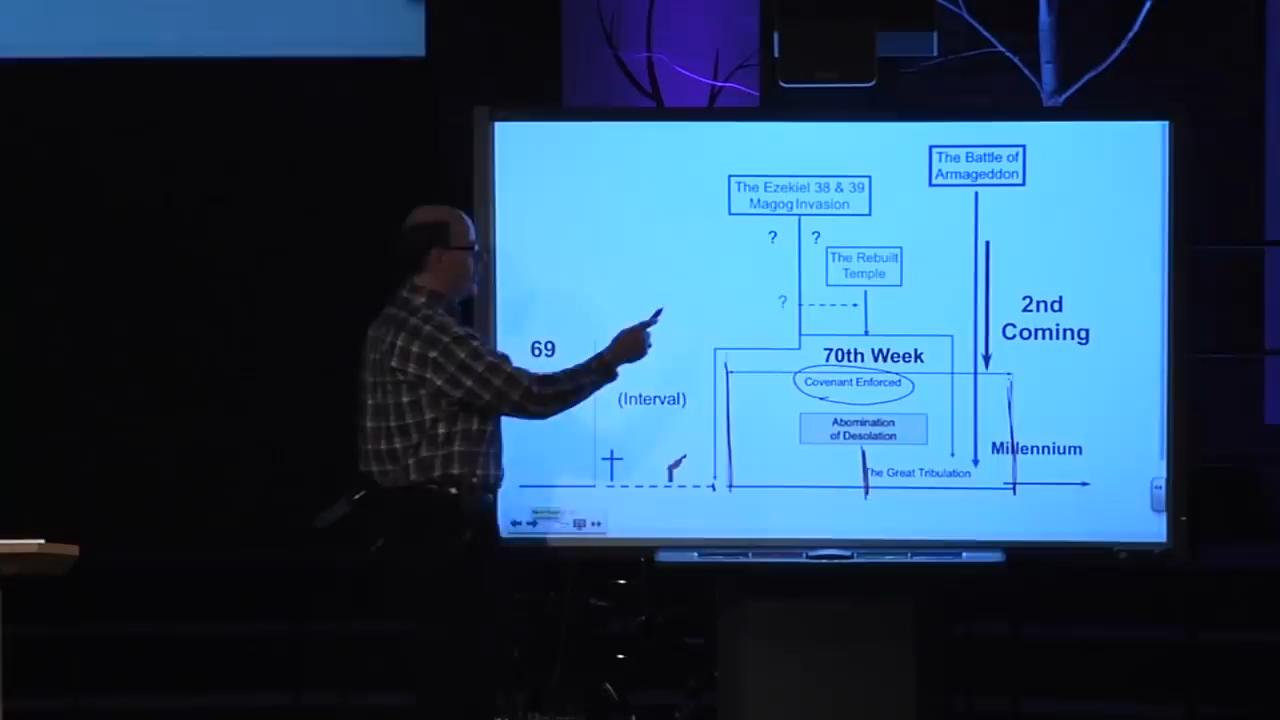 The Battle of
Armageddon
The Ezekiel 38 & 39
Magog Invasion
? ?
The Rebuilt
Temple
?
2nd
Coming
69
70th Week
Covenant Enforced
(Interval)
Abomination
of Desolation
Millennium
The Great Tribulation